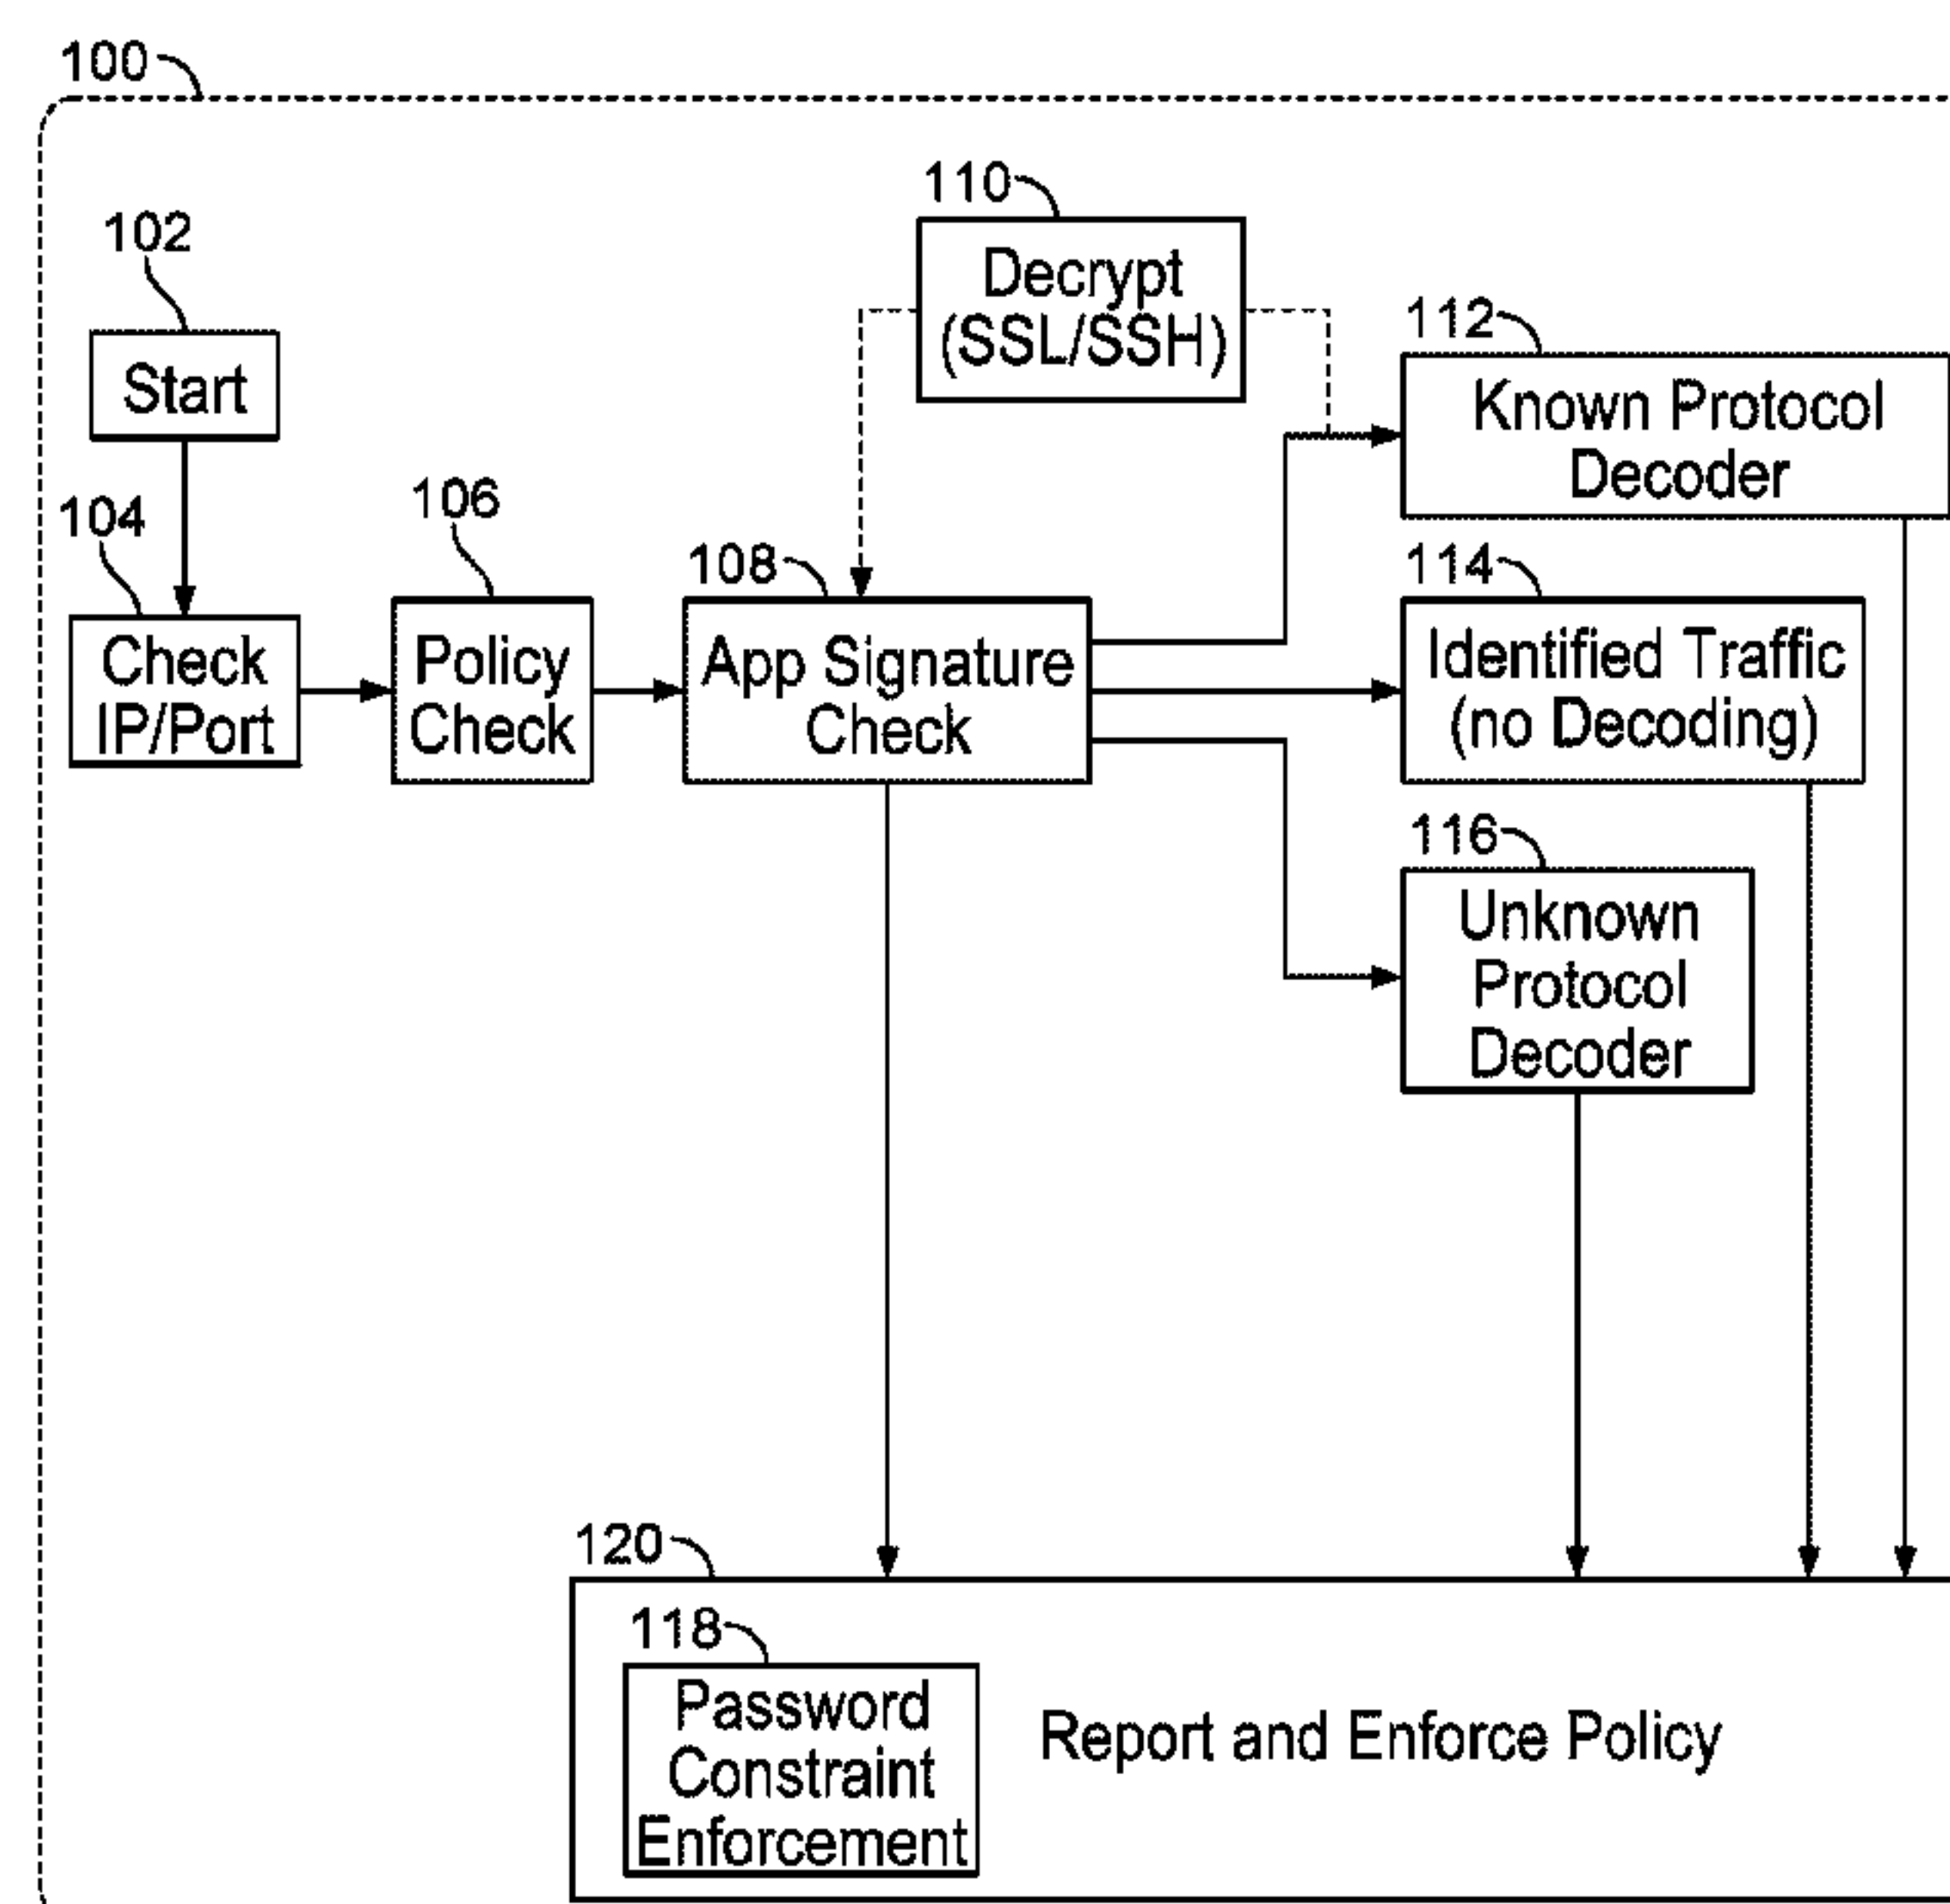 100
110
Decrypt
(SSL/SSH)
102
Start
112
Known Protocol
Decoder
104
Check
IP/Port
106
Policy
Check
108
App Signature
Check
114
Identified Traffic
(no Decoding)
116
Unknown
Protocol
Decoder
120
118
Password
Constraint
Enforcement
Report and Enforce Policy